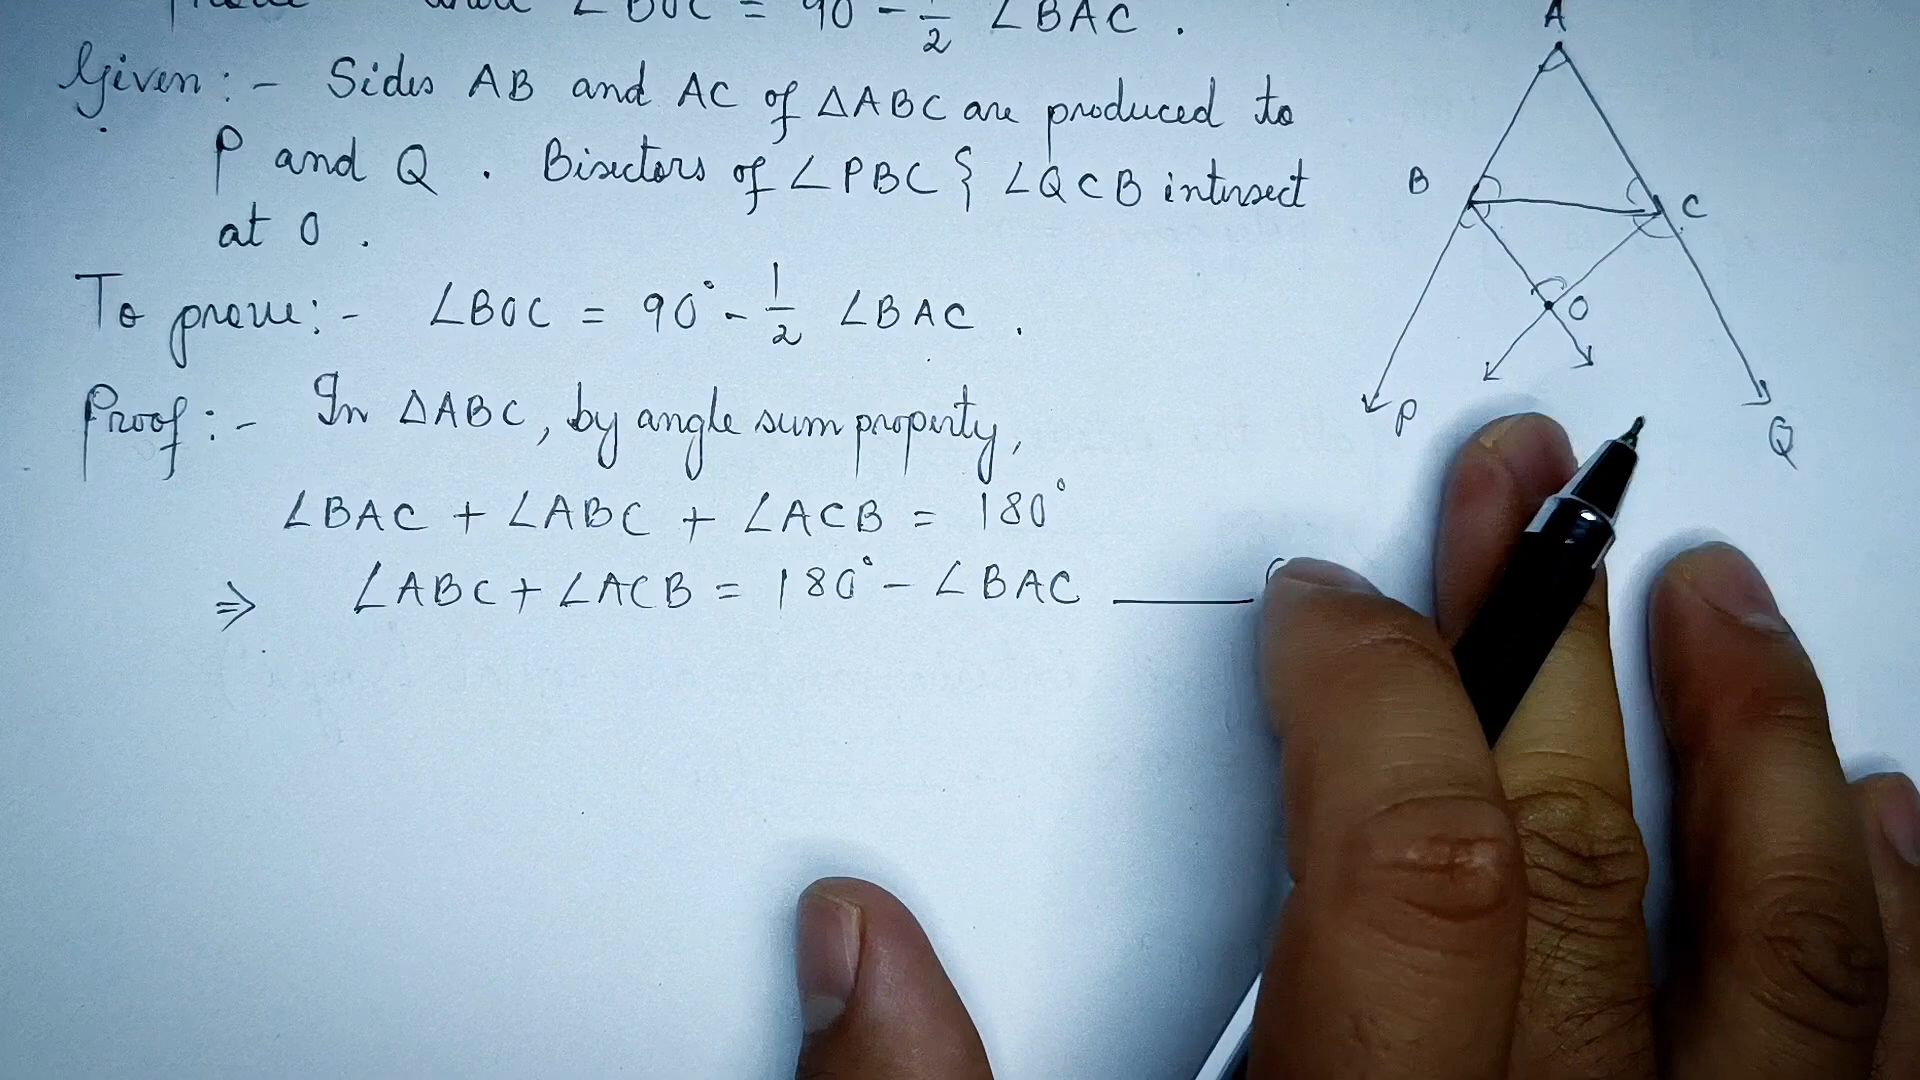 ∠BOC = 90 - 1/2 ∠BAC .
Given :- Sides AB and AC of △ABC are produced to
P and Q . Bisectors of ∠PBC & ∠QCB intersect
at O .
To prove :- ∠BOC = 90° - 1/2 ∠BAC .
Proof :- In △ABC, by angle sum property,
∠BAC + ∠ABC + ∠ACB = 180°
⇒ ∠ABC + ∠ACB = 180° - ∠BAC
A
B
C
O
P
Q